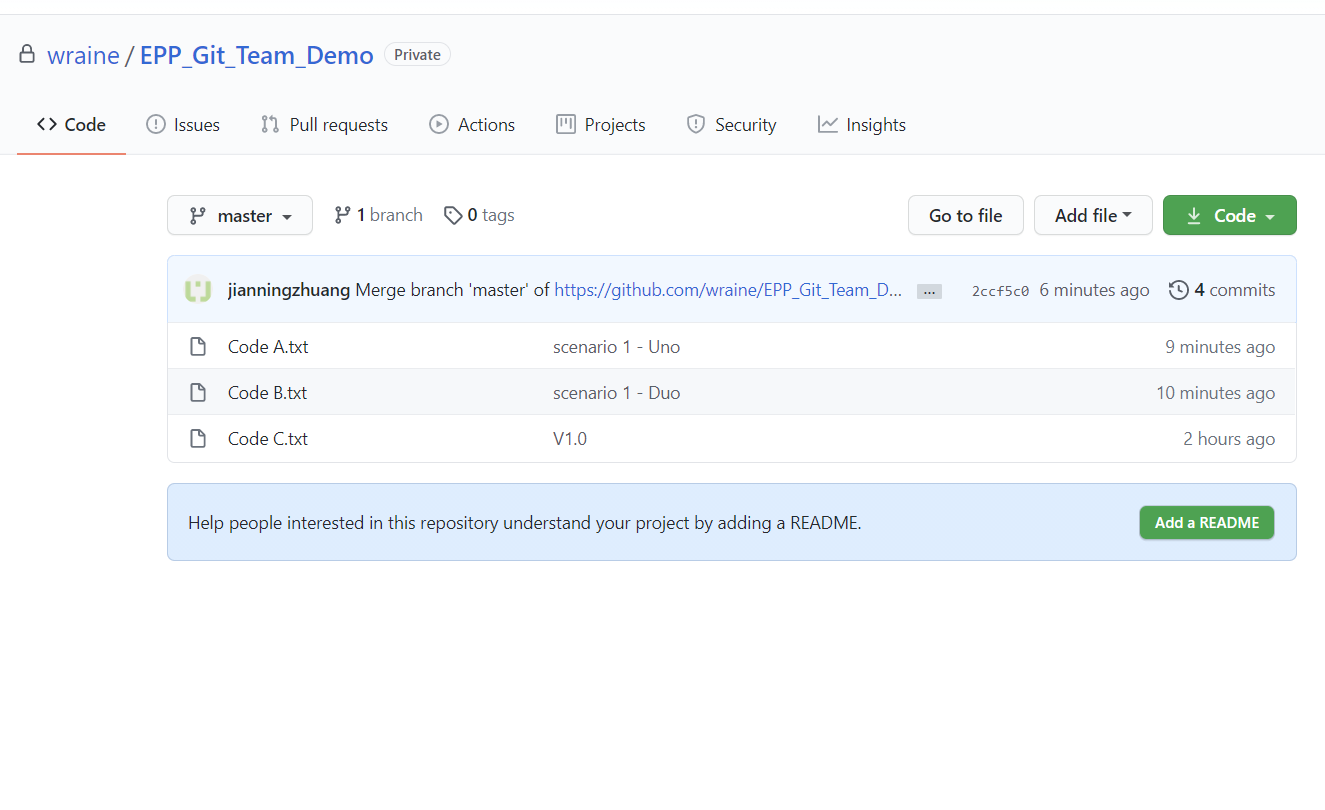 wraine / EPP_Git_Team_Demo Private
Code Issues Pull requests Actions Projects Security Insights
master 1 branch 0 tags Go to file Add file Code
jianningzhuang Merge branch 'master' of https://github.com/wraine/EPP_Git_Team_D... ... 2ccf5c0 6 minutes ago 4 commits
Code A.txt scenario 1 - Uno 9 minutes ago
Code B.txt scenario 1 - Duo 10 minutes ago
Code C.txt V1.0 2 hours ago
Help people interested in this repository understand your project by adding a README. Add a README